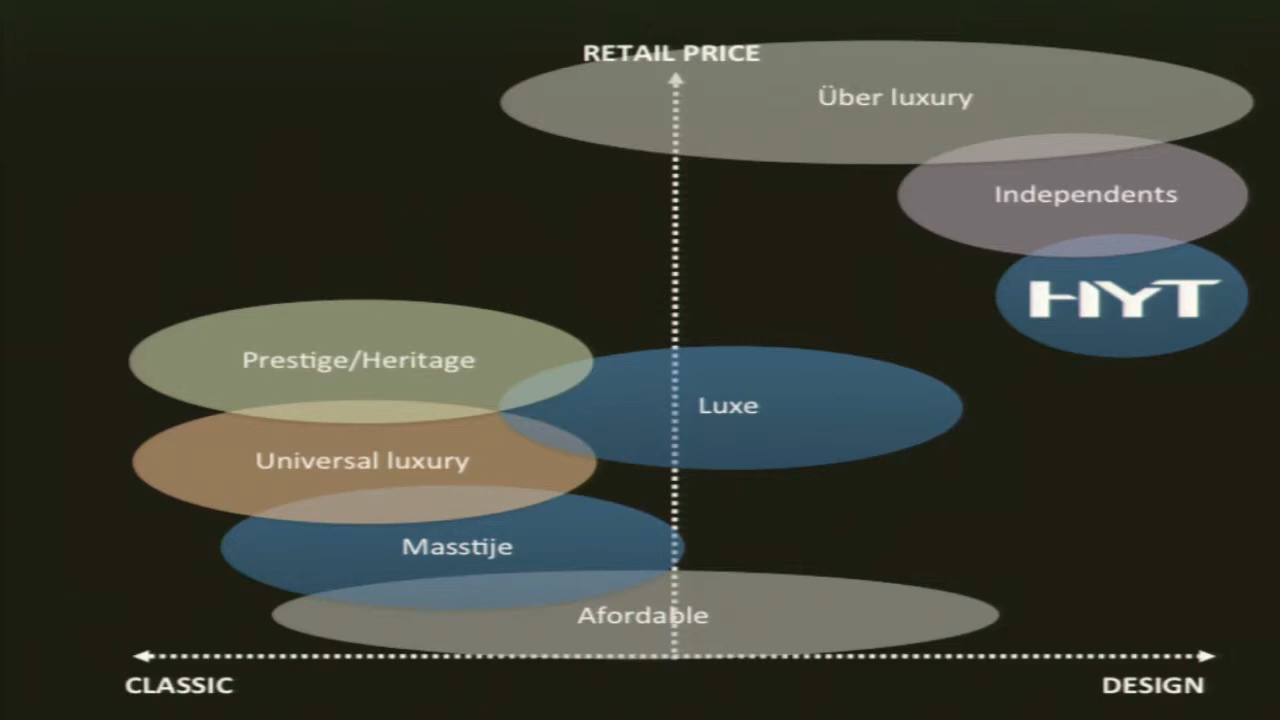 RETAIL PRICE
Über luxury
Independents
HYT
Prestige/Heritage
Luxe
Universal luxury
Masstije
Afordable
CLASSIC
DESIGN